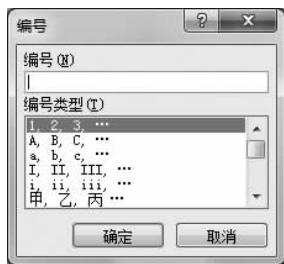 编号
编号(N)
编号类型(T)
1, 2, 3, …
A, B, C, …
a, b, c, …
I, II, III, …
i, ii, iii, …
甲, 乙, 丙 …
确定 取消